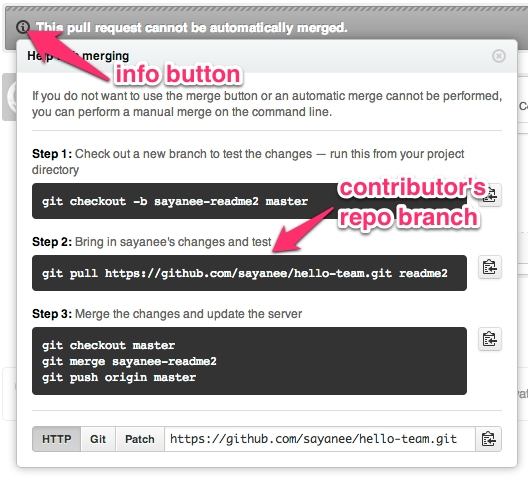 This pull request cannot be automatically merged.
merging
info button
If you do not want to use the merge button or an automatic merge cannot be performed,
you can perform a manual merge on the command line.
Step 1: Check out a new branch to test the changes — run this from your project
directory
git checkout -b sayanee-readme2 master
contributor's
repo branch
Step 2: Bring in sayanee's changes and test
git pull https://github.com/sayanee/hello-team.git readme2
Step 3: Merge the changes and update the server
git checkout master
git merge sayanee-readme2
git push origin master
HTTP Git Patch https://github.com/sayanee/hello-team.git